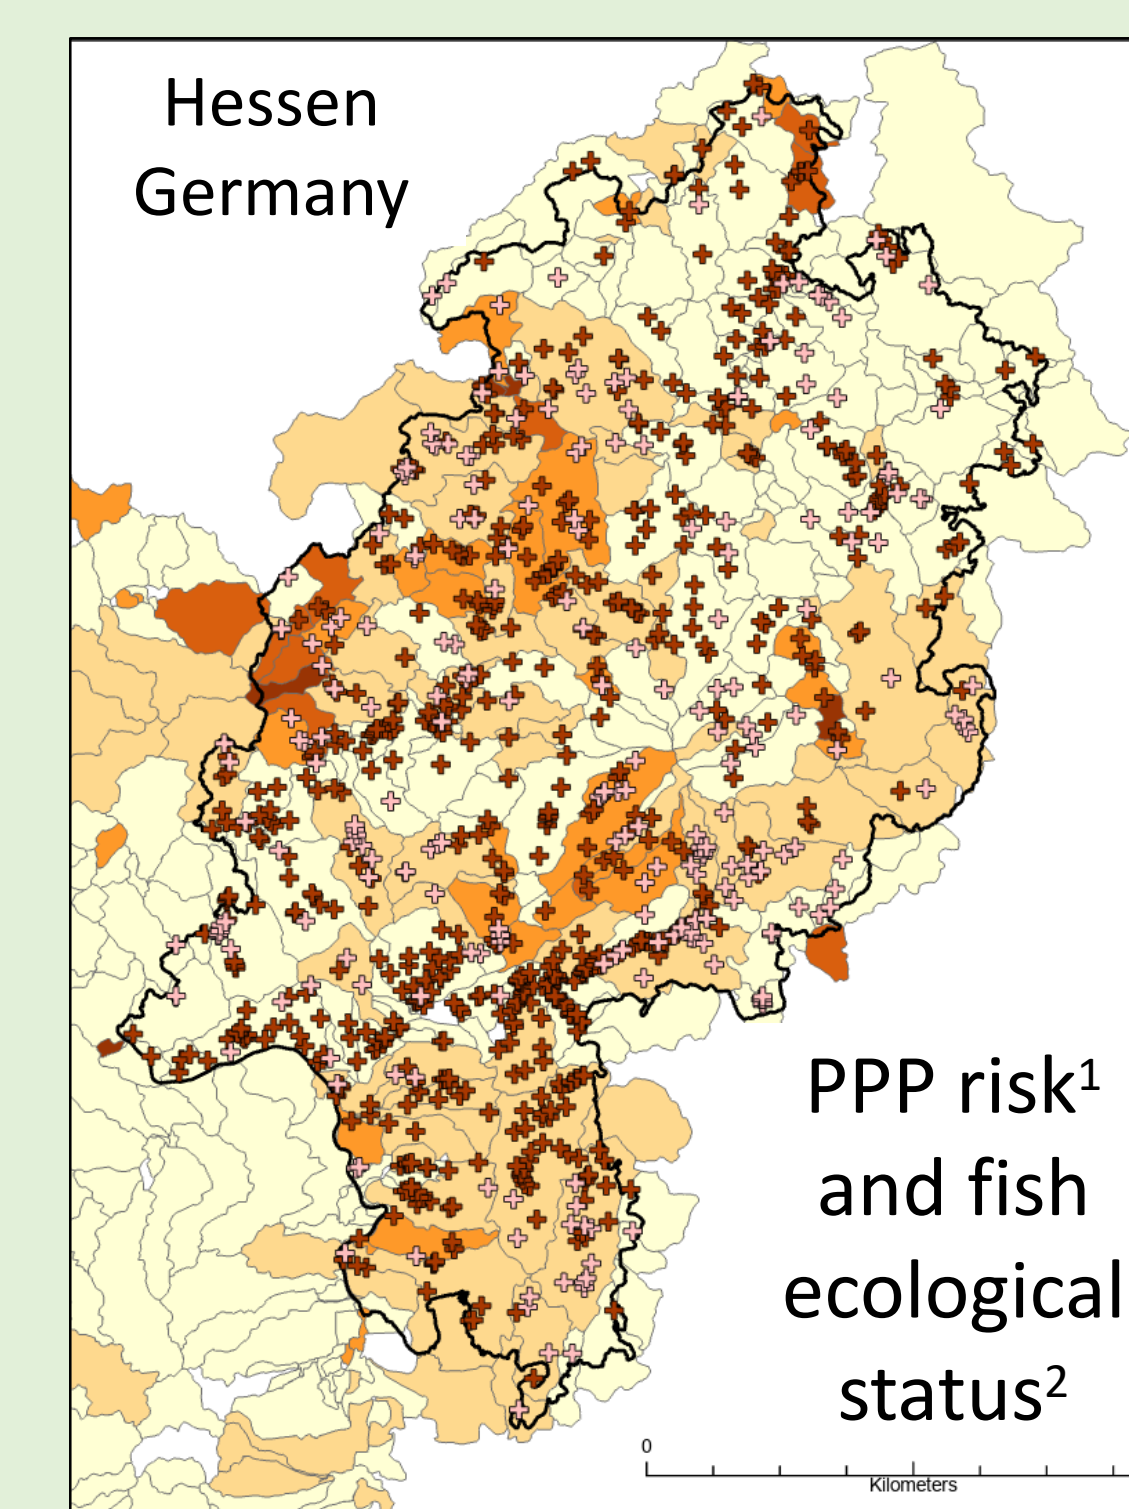 Hessen
Germany
PPP risk¹
and fish
ecological
status²
0
Kilometers